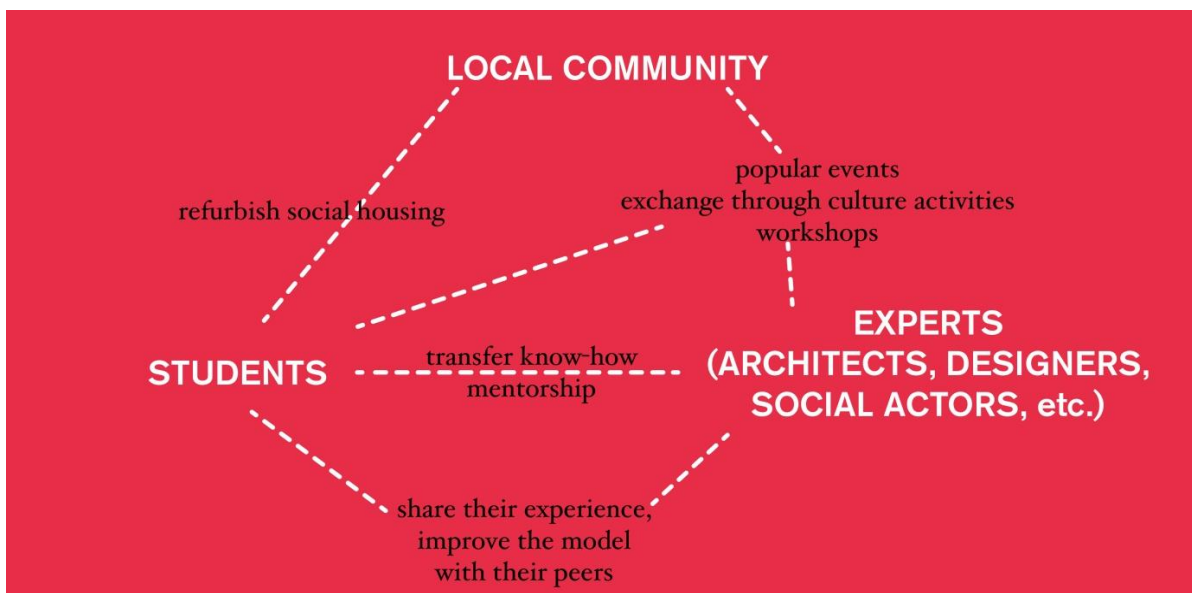 LOCAL COMMUNITY
popular events
exchange through culture activities
workshops
refurbish social housing
EXPERTS
(ARCHITECTS, DESIGNERS,
SOCIAL ACTORS, etc.)
STUDENTS
transfer know-how
mentorship
share their experience,
improve the model
with their peers